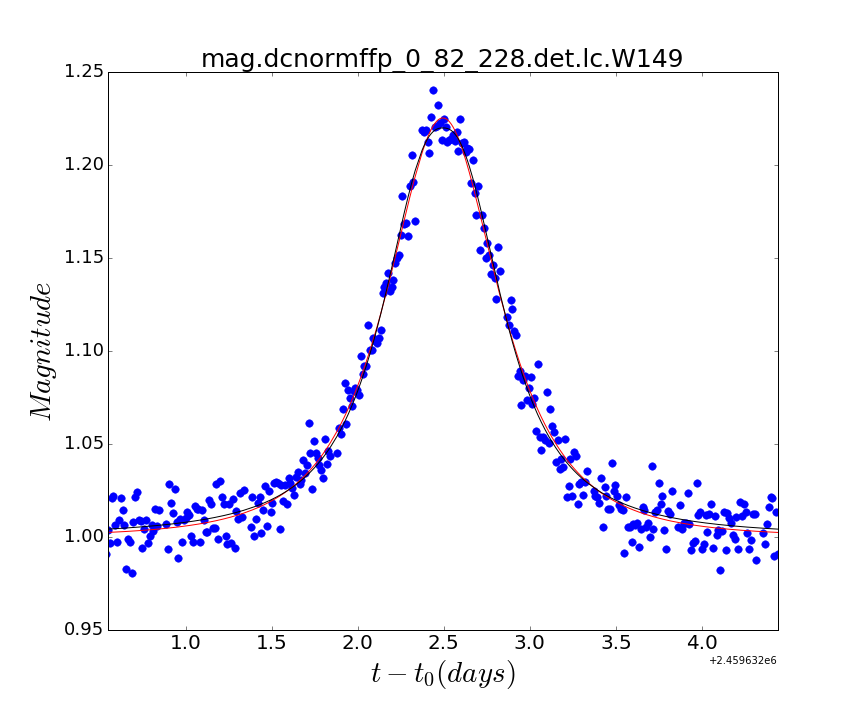 mag.dcnormffp_0_82_228.det.lc.W149
1.25
1.20
1.15
1.10
1.05
1.00
0.95
Magnitude
1.0 1.5 2.0 2.5 3.0 3.5 4.0
+2.459632e6
t − t₀(days)